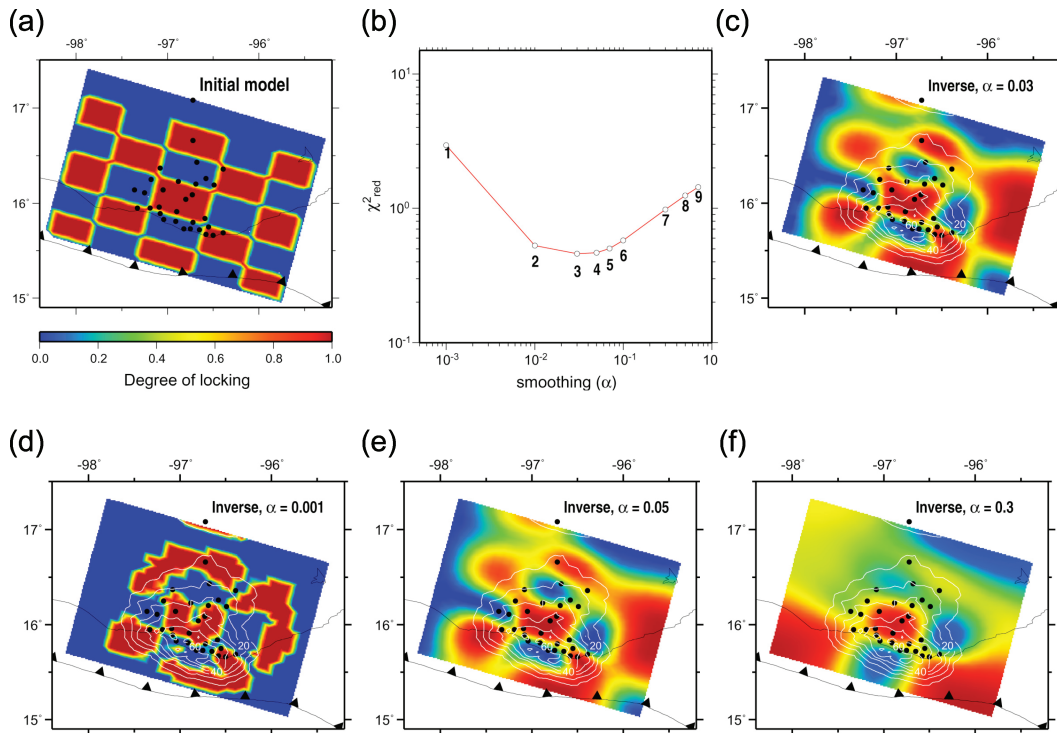 (a)
-98° -97° -96°
Initial model
17°
16°
15°
0.0 0.2 0.4 0.6 0.8 1.0
Degree of locking
(b)
10¹
10⁰
10⁻¹
χ²red
1
2
3
4
5
6
7
8
9
10⁻³ 10⁻² 10⁻¹ 10
smoothing (α)
(c)
-98° -97° -96°
Inverse, α = 0.03
17°
16°
15°
60
20
40
(d)
-98° -97° -96°
Inverse, α = 0.001
17°
16°
15°
20
40
(e)
-98° -97° -96°
Inverse, α = 0.05
17°
16°
15°
20
40
(f)
-98° -97° -96°
Inverse, α = 0.3
17°
16°
15°
20
40